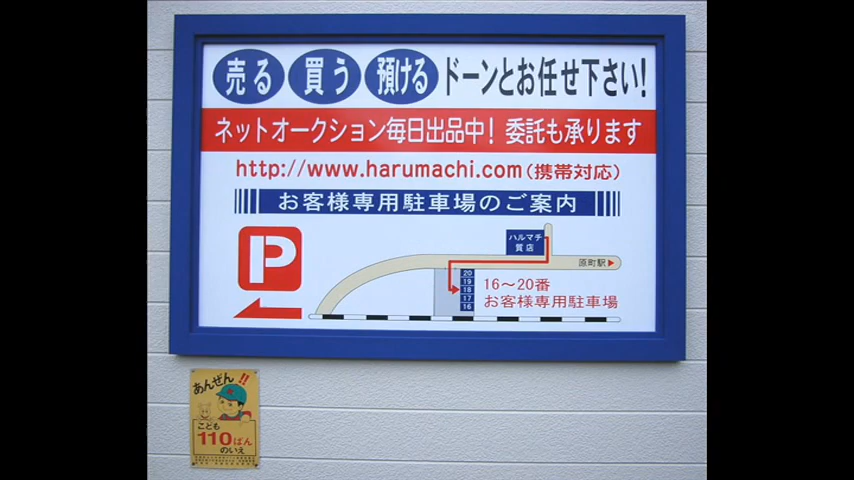 売る 買う 預ける ドーンとお任せ下さい!
ネットオークション毎日出品中! 委託も承ります
http://www.harumachi.com(携帯対応)
お客様専用駐車場のご案内
P
ハルマチ
質店
原町駅▶
20
19
18
17
16
16〜20番
お客様専用駐車場
あんぜん!!
こども
110ばん
のいえ